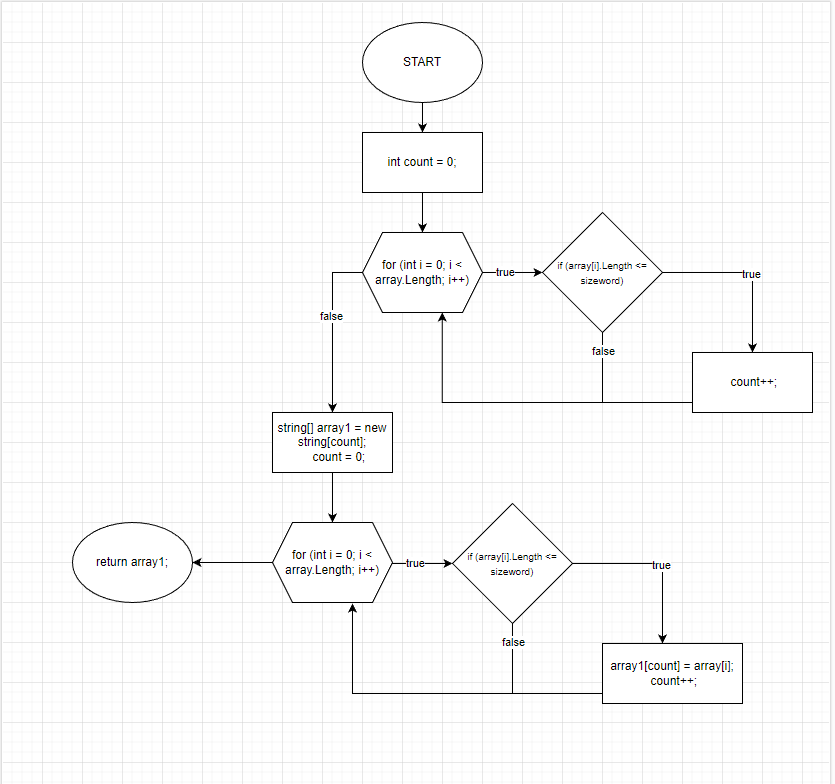 START
int count = 0;
for (int i = 0; i <
array.Length; i++)
true
if (array[i].Length <=
sizeword)
true
false
false
count++;
string[] array1 = new
string[count];
count = 0;
return array1;
for (int i = 0; i <
array.Length; i++)
true
if (array[i].Length <=
sizeword)
true
false
array1[count] = array[i];
count++;